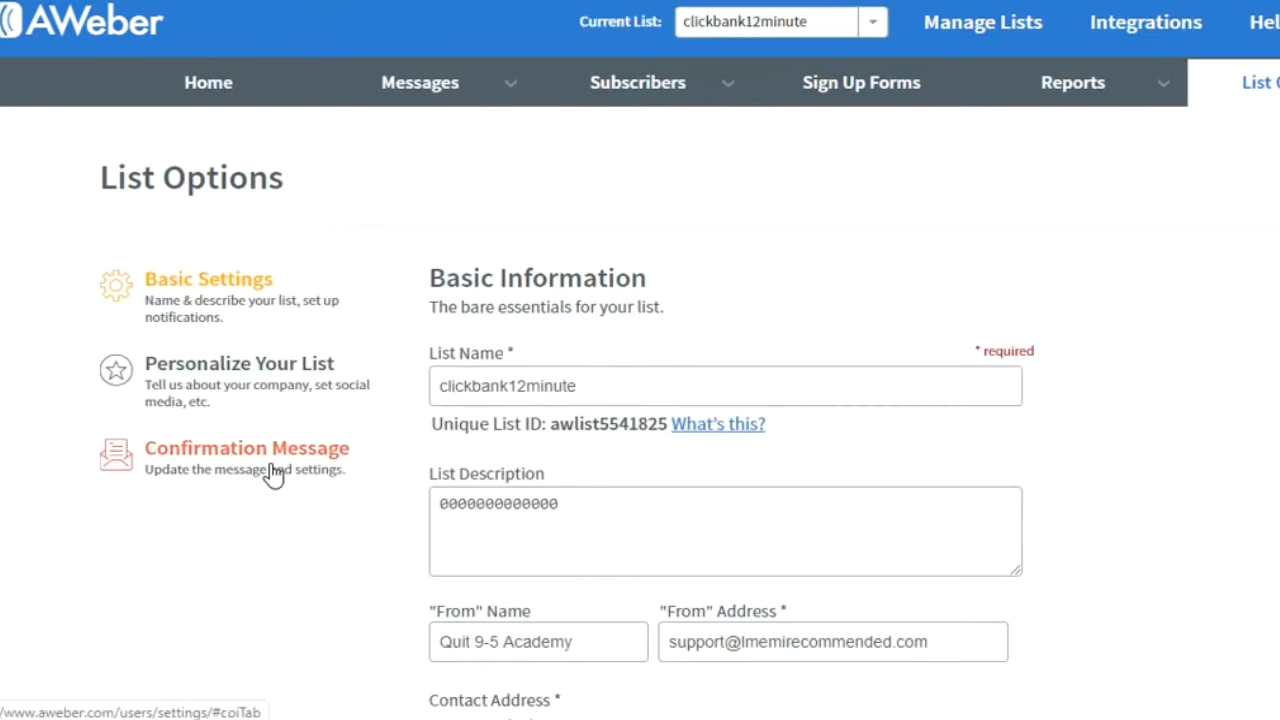 AWeber
Current List: clickbank12minute
Manage Lists
Integrations
Home
Messages
Subscribers
Sign Up Forms
Reports
List
List Options
Basic Settings
Name & describe your list, set up
notifications.
Personalize Your List
Tell us about your company, set social
media, etc.
Confirmation Message
Update the message and settings.
Basic Information
The bare essentials for your list.
List Name *
* required
clickbank12minute
Unique List ID: awlist5541825 What's this?
List Description
0000000000000
"From" Name
"From" Address *
Quit 9-5 Academy
support@lmemirecommended.com
Contact Address *
/www.aweber.com/users/settings/#coiTab